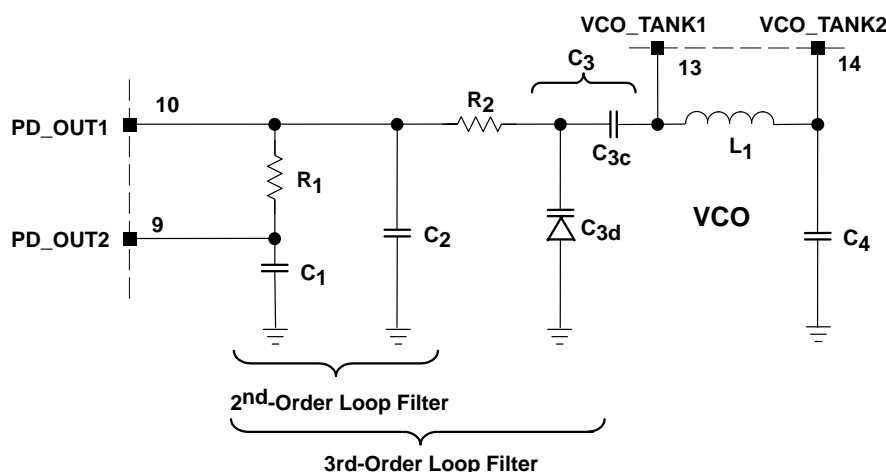 VCO_TANK1
VCO_TANK2
13
14
C3
PD_OUT1
10
R2
C3c
L1
R1
VCO
PD_OUT2
9
C2
C3d
C4
C1
2nd-Order Loop Filter
3rd-Order Loop Filter